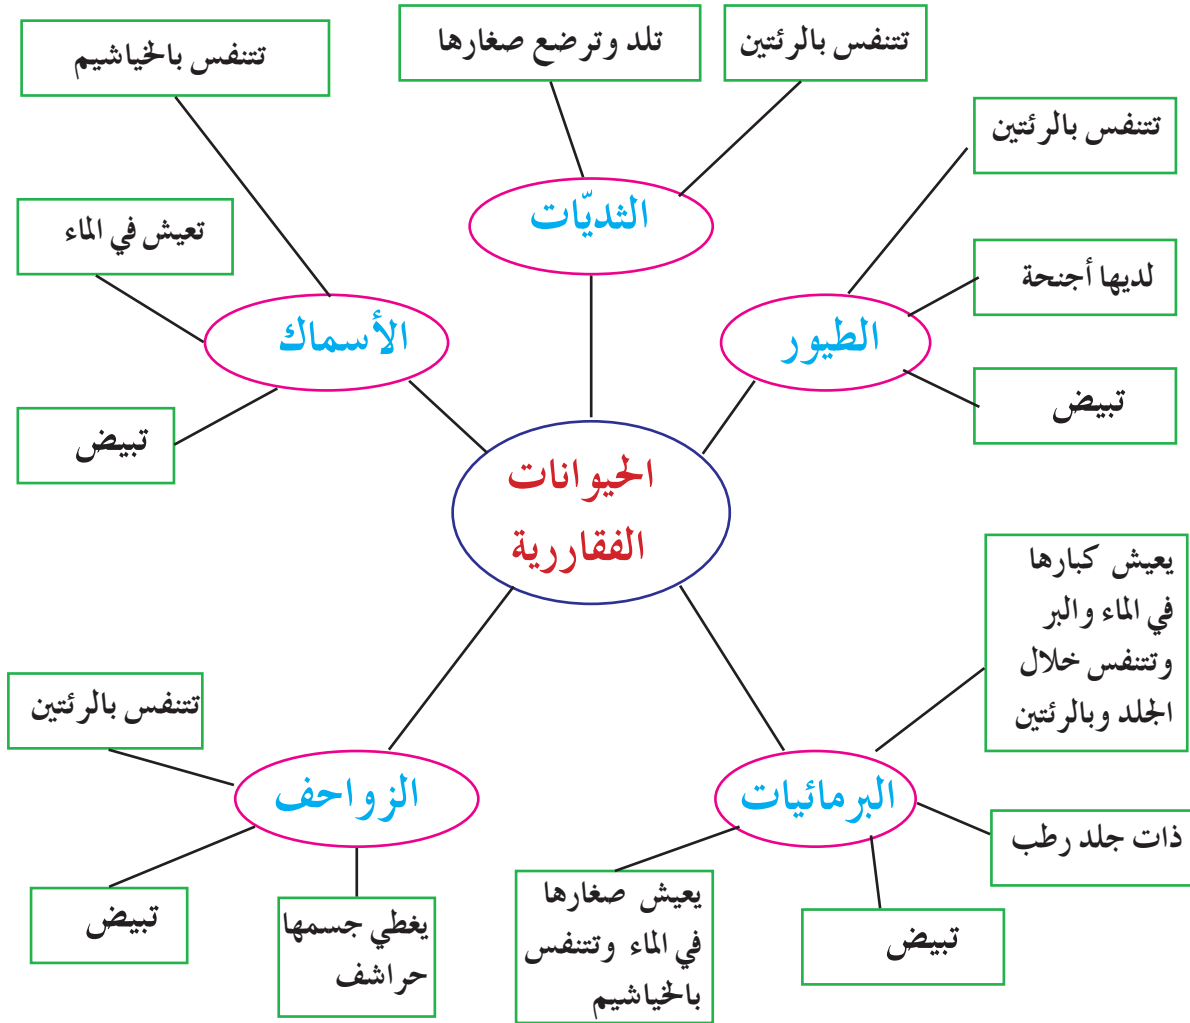 تتنفس بالخياشيم
تلد وترضع صغارها
تتنفس بالرئتين
تتنفس بالرئتين
الثديّات
تعيش في الماء
لديها أجنحة
الأسماك
الطيور
تبيض
تبيض
الحيوانات
الفقاررية
يعيش كبارها
في الماء والبر
وتتنفس خلال
الجلد وبالرئتين
تتنفس بالرئتين
الزواحف
البرمائيات
ذات جلد رطب
تبيض
يغطي جسمها
حراشف
يعيش صغارها
في الماء وتتنفس
بالخياشيم
تبيض